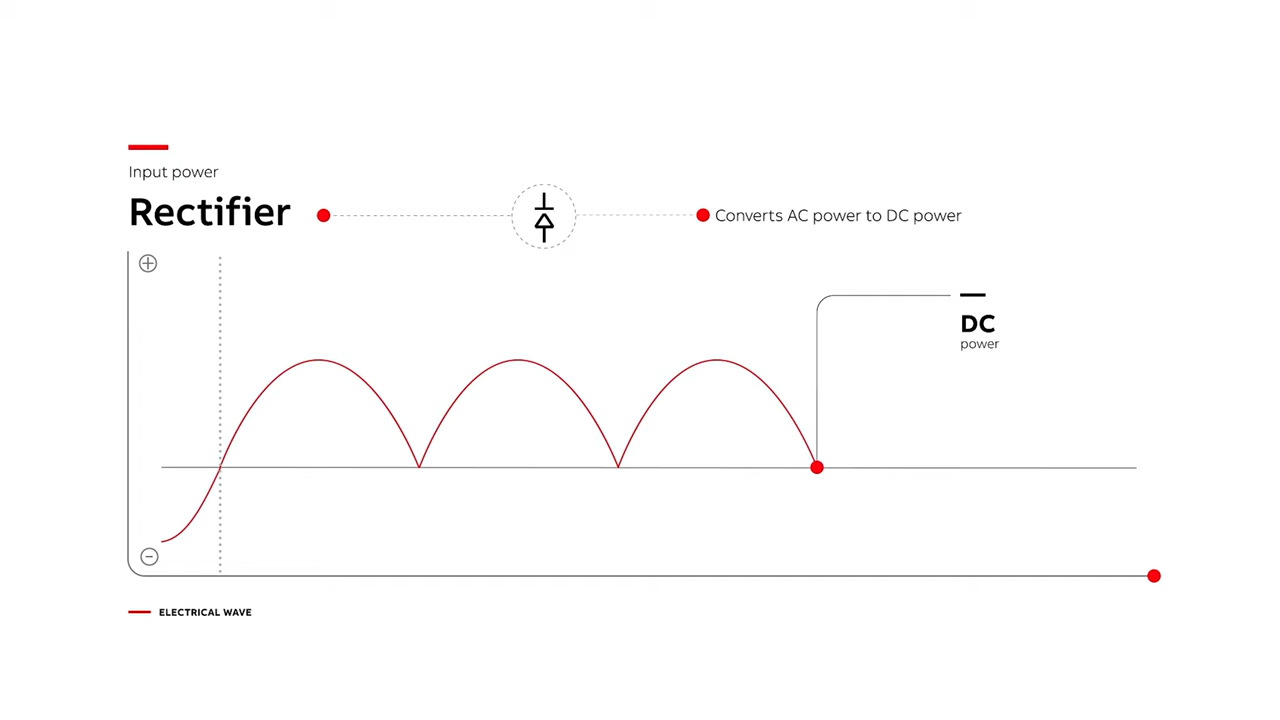 Input power
Rectifier
Converts AC power to DC power
DC
power
ELECTRICAL WAVE